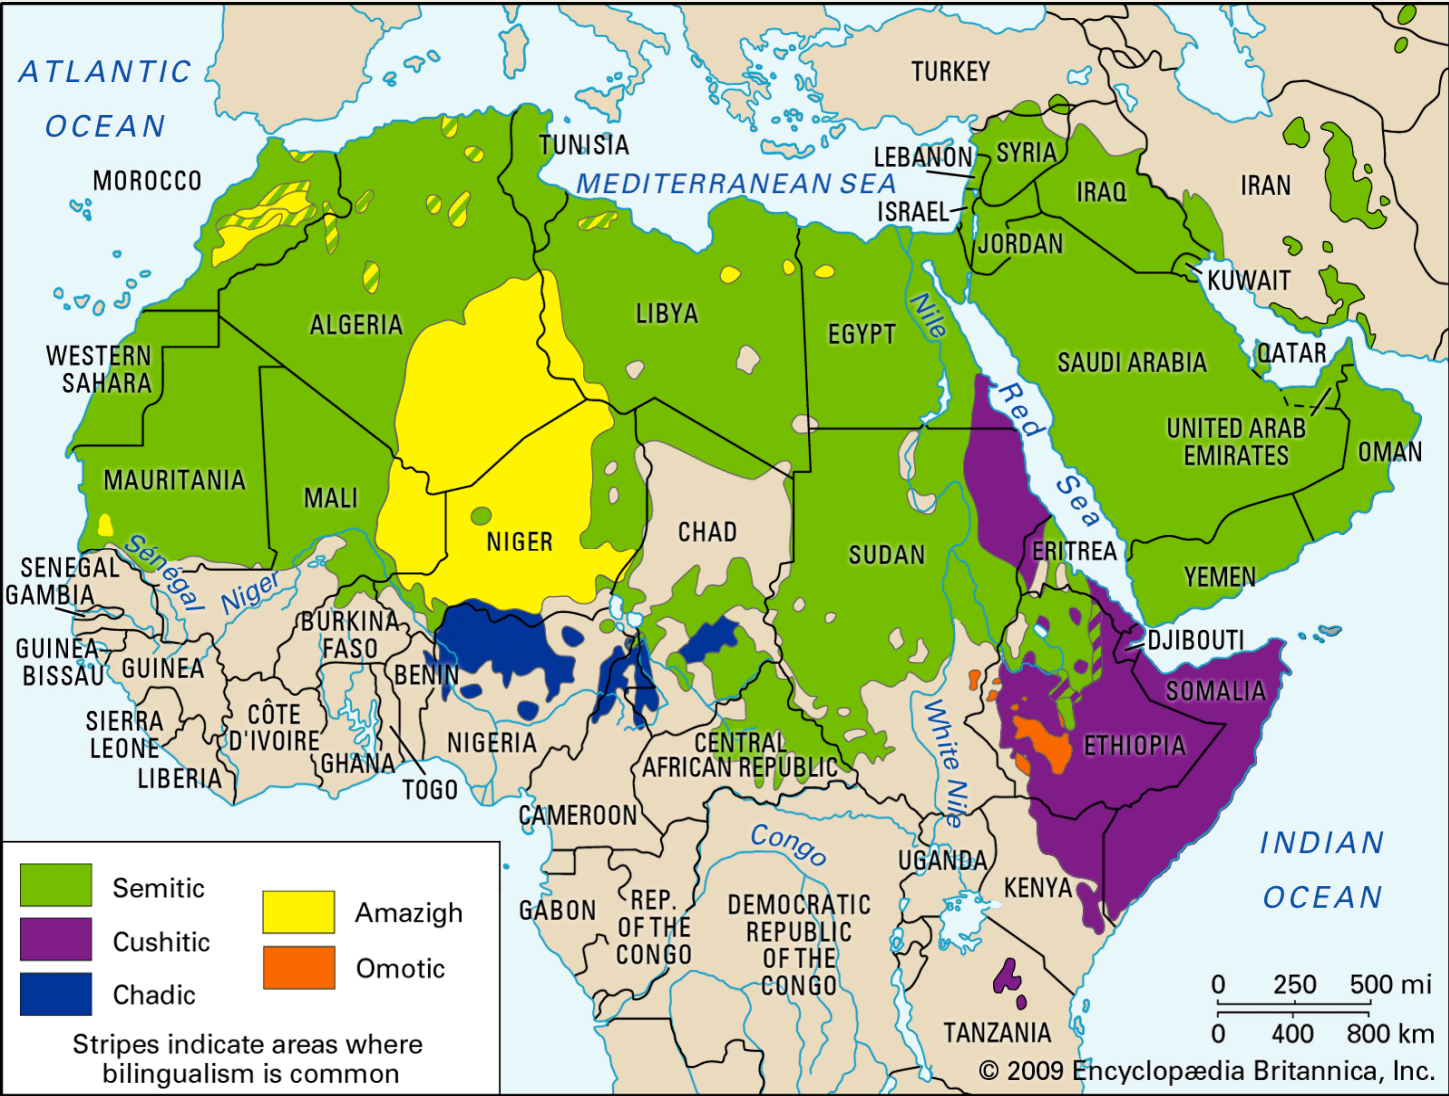 ATLANTIC
OCEAN
TURKEY
TUNISIA
LEBANON
SYRIA
MOROCCO
MEDITERRANEAN SEA
IRAQ
IRAN
ISRAEL
JORDAN
KUWAIT
ALGERIA
LIBYA
EGYPT
Nile
WESTERN
SAHARA
SAUDI ARABIA
QATAR
Red Sea
UNITED ARAB
EMIRATES
OMAN
MAURITANIA
MALI
NIGER
CHAD
SUDAN
ERITREA
YEMEN
SENEGAL
GAMBIA
Sénégal
Niger
BURKINA
FASO
GUINEA-
BISSAU
GUINEA
BENIN
DJIBOUTI
SOMALIA
SIERRA
LEONE
CÔTE
D'IVOIRE
GHANA
NIGERIA
CENTRAL
AFRICAN REPUBLIC
White Nile
ETHIOPIA
LIBERIA
TOGO
CAMEROON
Congo
UGANDA
KENYA
INDIAN
OCEAN
GABON
REP.
OF THE
CONGO
DEMOCRATIC
REPUBLIC
OF THE
CONGO
TANZANIA
Semitic
Cushitic
Chadic
Amazigh
Omotic
Stripes indicate areas where
bilingualism is common
0 250 500 mi
0 400 800 km
© 2009 Encyclopædia Britannica, Inc.